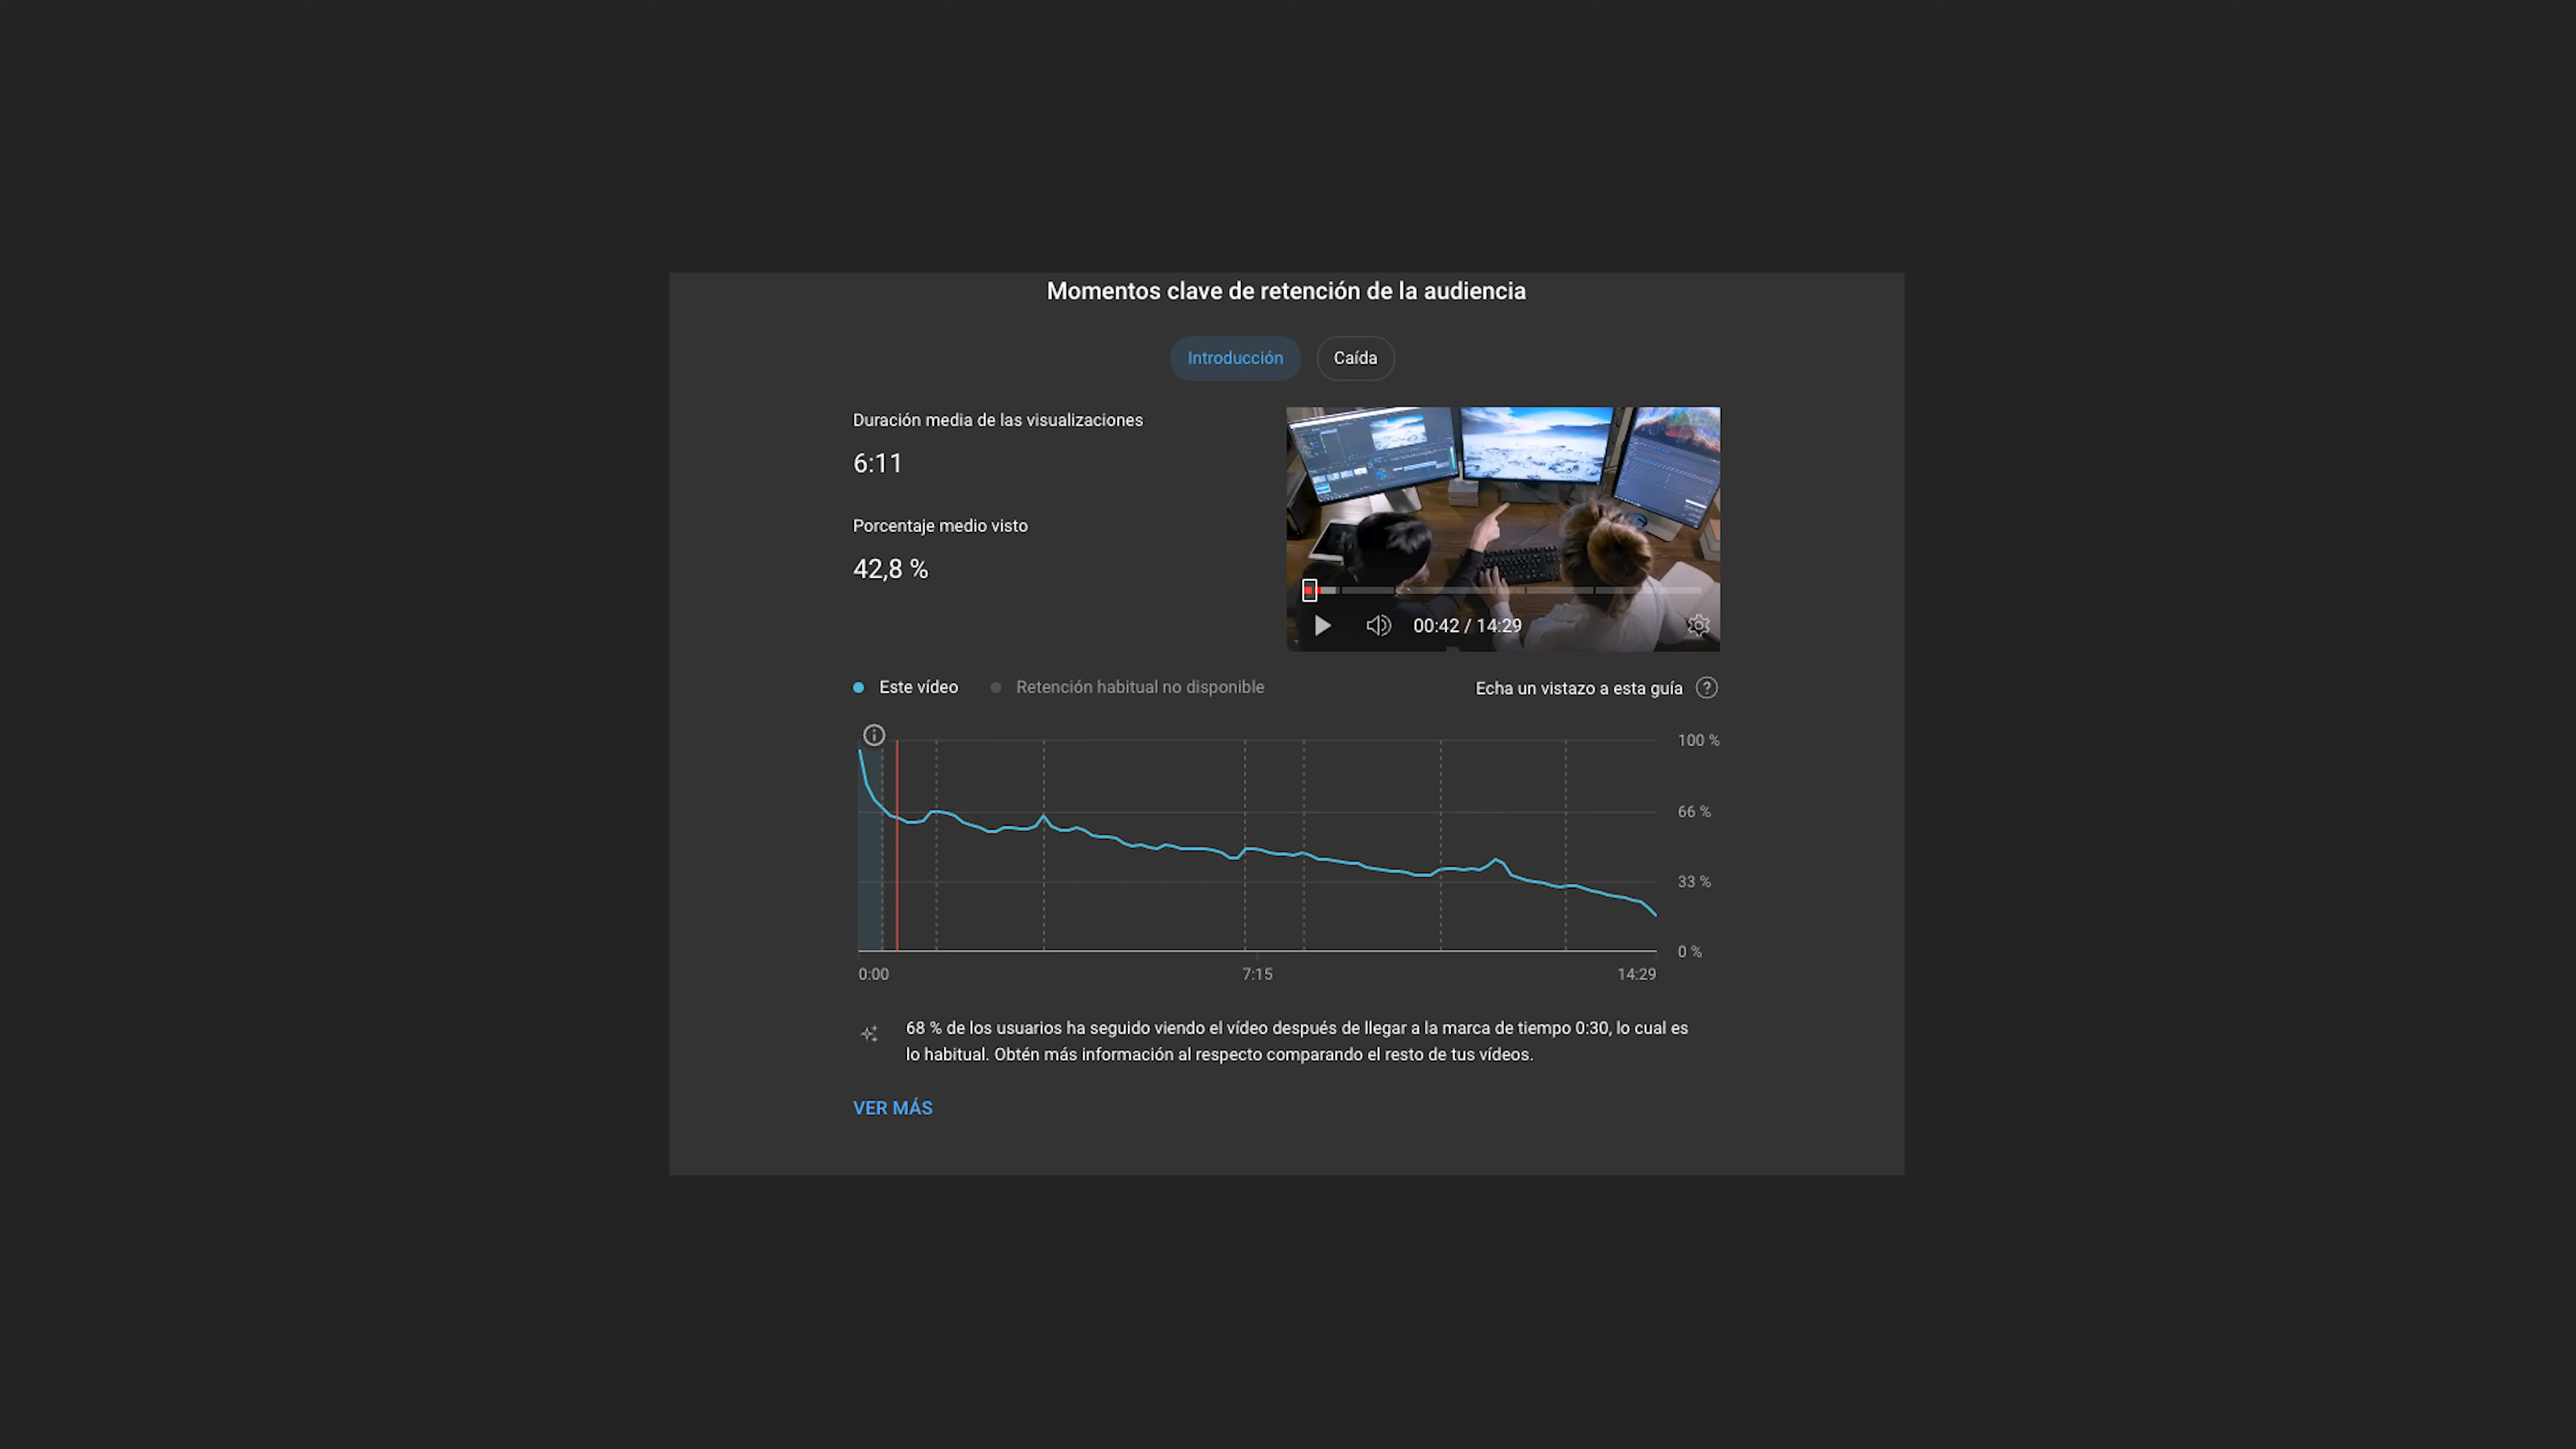 Momentos clave de retención de la audiencia
Introducción
Caída
Duración media de las visualizaciones
6:11
Porcentaje medio visto
42,8 %
00:42 / 14:29
Este vídeo
Retención habitual no disponible
Echa un vistazo a esta guía
100 %
66 %
33 %
0 %
0:00
7:15
14:29
68 % de los usuarios ha seguido viendo el vídeo después de llegar a la marca de tiempo 0:30, lo cual es
lo habitual. Obtén más información al respecto comparando el resto de tus vídeos.
VER MÁS